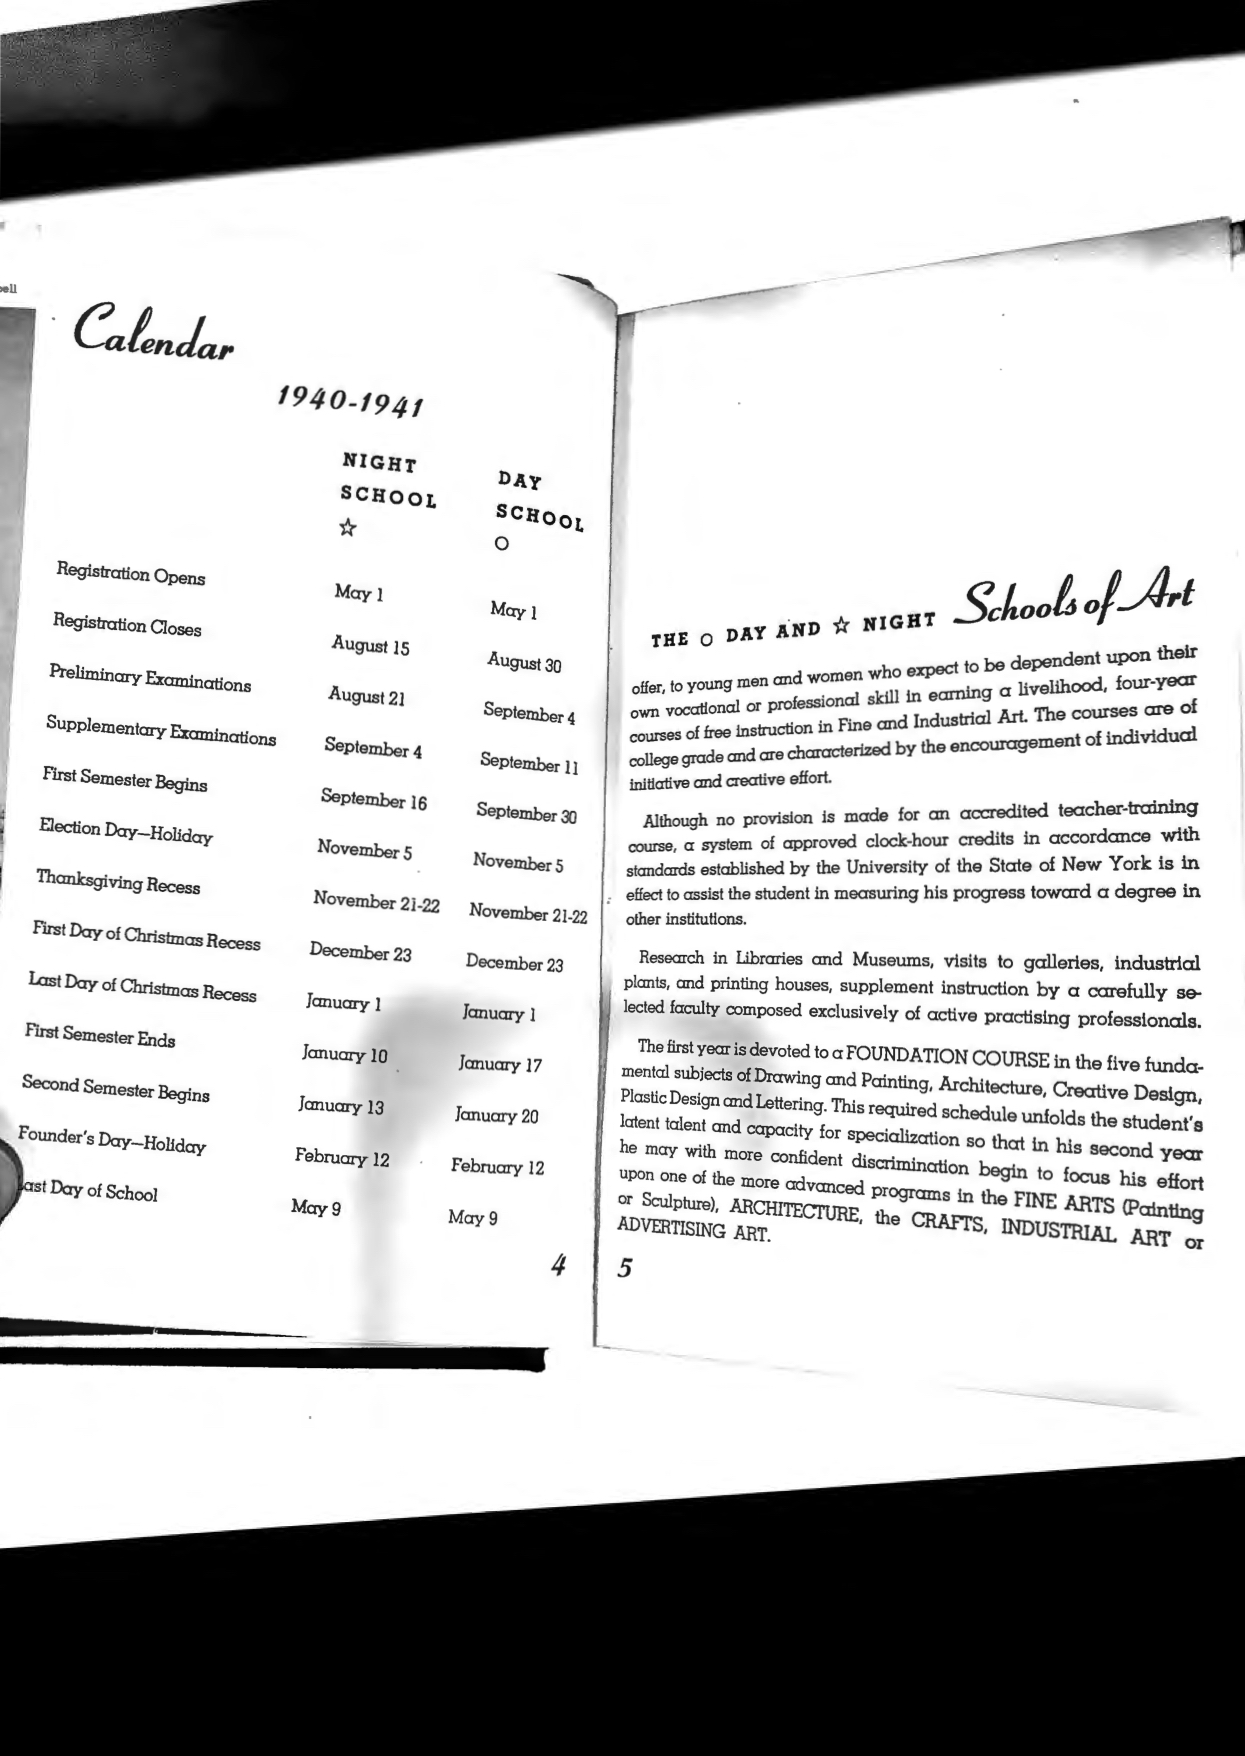 Calendar
1940-1941
NIGHT SCHOOL ☆ DAY SCHOOL ○
Registration Opens May 1 May 1
Registration Closes August 15 August 30
Preliminary Examinations August 21 September 4
Supplementary Examinations September 4 September 11
First Semester Begins September 16 September 30
Election Day—Holiday November 5 November 5
Thanksgiving Recess November 21-22 November 21-22
First Day of Christmas Recess December 23 December 23
Last Day of Christmas Recess January 1 January 1
First Semester Ends January 10 January 17
Second Semester Begins January 13 January 20
Founder's Day—Holiday February 12 February 12
ast Day of School May 9 May 9
4
THE ○ DAY AND ☆ NIGHT Schools of Art
offer, to young men and women who expect to be dependent upon their
own vocational or professional skill in earning a livelihood, four-year
courses of free instruction in Fine and Industrial Art. The courses are of
college grade and are characterized by the encouragement of individual
initiative and creative effort.
Although no provision is made for an accredited teacher-training
course, a system of approved clock-hour credits in accordance with
standards established by the University of the State of New York is in
effect to assist the student in measuring his progress toward a degree in
other institutions.
Research in Libraries and Museums, visits to galleries, industrial
plants, and printing houses, supplement instruction by a carefully se-
lected faculty composed exclusively of active practising professionals.
The first year is devoted to a FOUNDATION COURSE in the five funda-
mental subjects of Drawing and Painting, Architecture, Creative Design,
Plastic Design and Lettering. This required schedule unfolds the student's
latent talent and capacity for specialization so that in his second year
he may with more confident discrimination begin to focus his effort
upon one of the more advanced programs in the FINE ARTS (Painting
or Sculpture), ARCHITECTURE, the CRAFTS, INDUSTRIAL ART or
ADVERTISING ART.
5